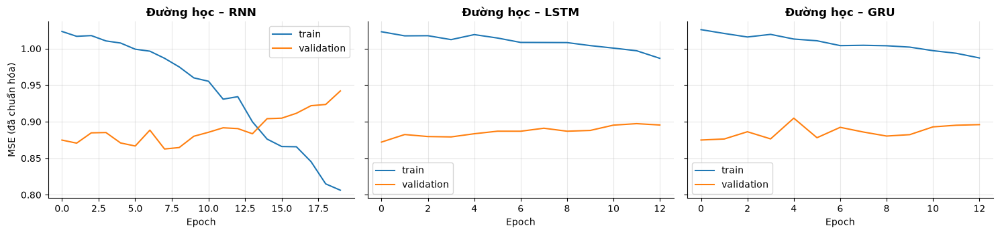 Đường học – RNN
MSE (đã chuẩn hóa)
1.00
0.95
0.90
0.85
0.80
train
validation
0.0 2.5 5.0 7.5 10.0 12.5 15.0 17.5
Epoch
Đường học – LSTM
train
validation
0 2 4 6 8 10 12
Epoch
Đường học – GRU
train
validation
0 2 4 6 8 10 12
Epoch